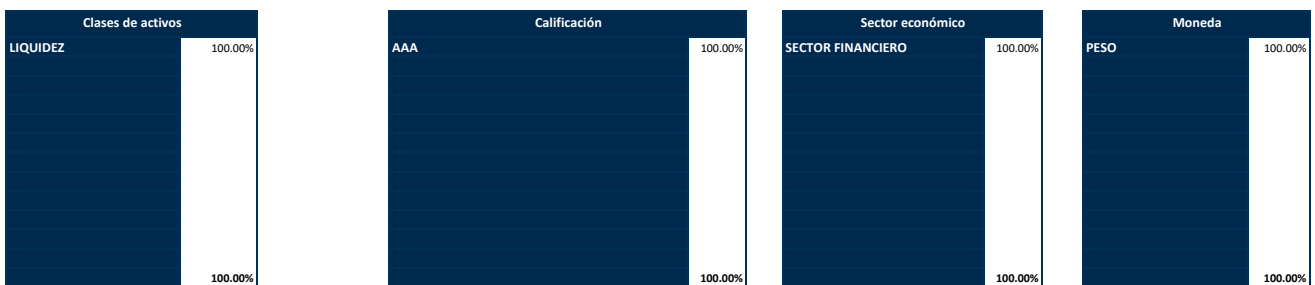 Clases de activos
LIQUIDEZ 100.00%
100.00%
Calificación
AAA 100.00%
100.00%
Sector económico
SECTOR FINANCIERO 100.00%
100.00%
Moneda
PESO 100.00%
100.00%